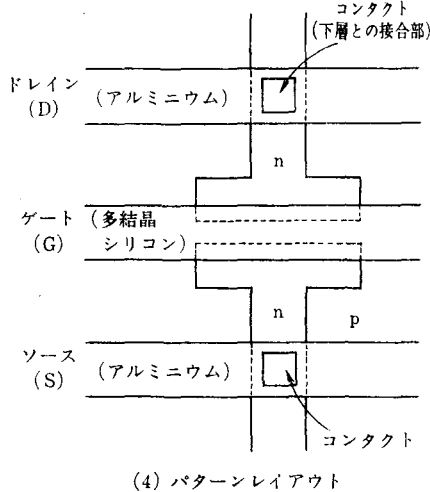 コンタクト
(下層との接合部)
ドレイン
(D)
(アルミニウム)
n
ゲート
(G)
(多結晶
シリコン)
n
p
ソース
(S)
(アルミニウム)
コンタクト
(4) パターンレイアウト